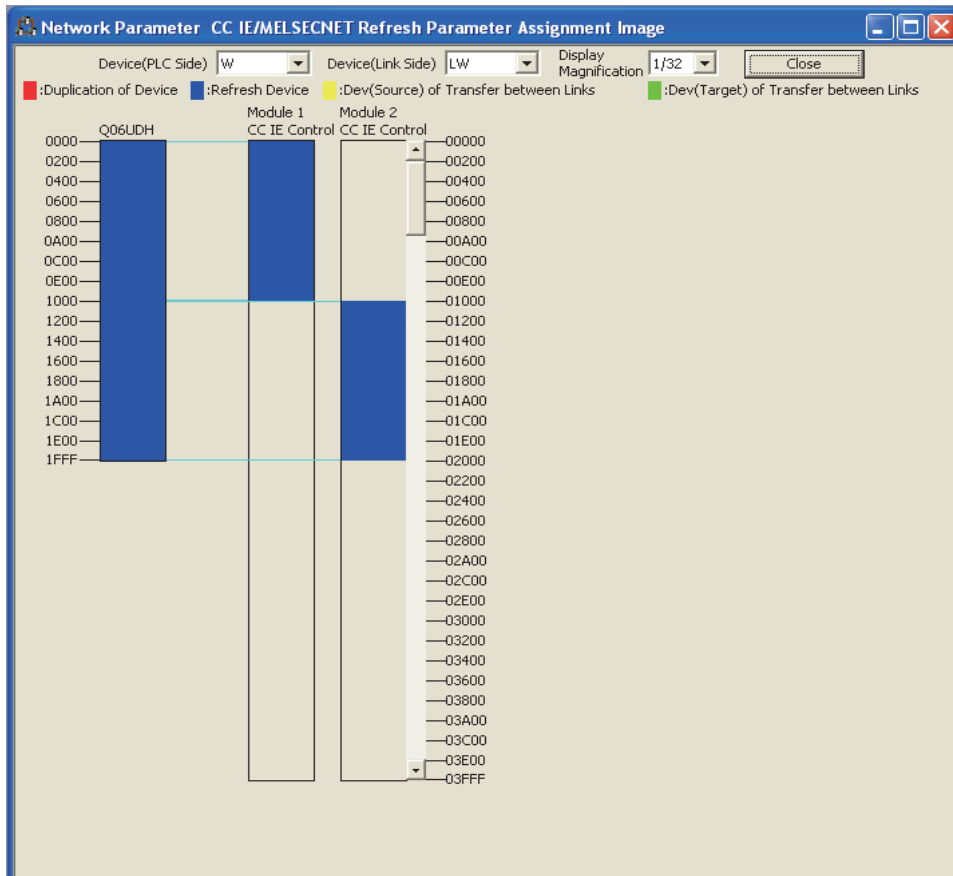 Network Parameter CC IE/MELSECNET Refresh Parameter Assignment Image
Device(PLC Side) W Device(Link Side) LW Display Magnification 1/32 Close
:Duplication of Device :Refresh Device :Dev(Source) of Transfer between Links :Dev(Target) of Transfer between Links
Module 1 Module 2
Q06UDH CC IE Control CC IE Control
0000 00000
0200 00200
0400 00400
0600 00600
0800 00800
0A00 00A00
0C00 00C00
0E00 00E00
1000 01000
1200 01200
1400 01400
1600 01600
1800 01800
1A00 01A00
1C00 01C00
1E00 01E00
1FFF 02000
02200
02400
02600
02800
02A00
02C00
02E00
03000
03200
03400
03600
03800
03A00
03C00
03E00
03FFF